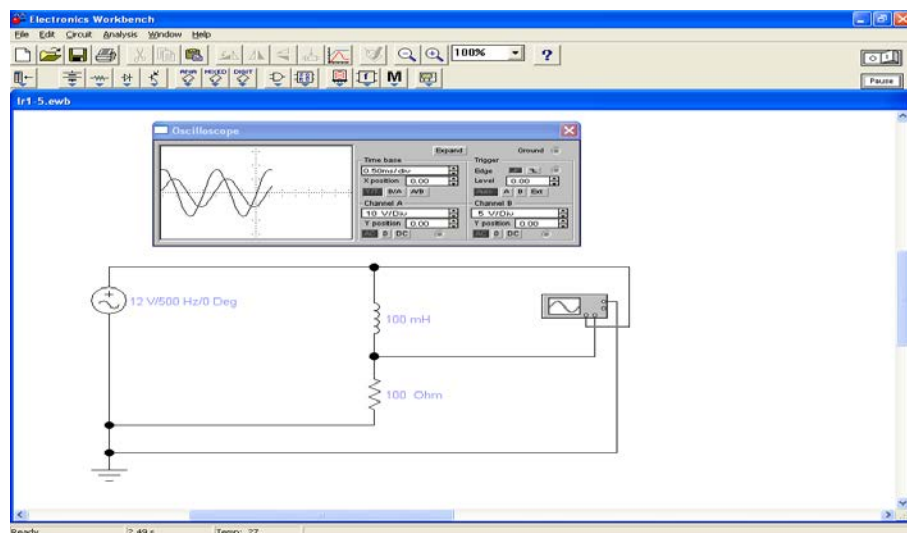 Electronics Workbench
File Edit Circuit Analysis Window Help
100% ?
ANA MIXED DIGIT M
Pause
lr1-5.ewb
Oscilloscope
Expand Ground
Time base Trigger
0.50ms/div Edge
X position 0.00 Level 0.00
Y/T B/A A/B Auto A B Ext
Channel A Channel B
10 V/Div 5 V/Div
Y position 0.00 Y position 0.00
AC 0 DC AC 0 DC
12 V/500 Hz/0 Deg
100 mH
100 Ohm
Ready 2.49 s Temp: 27